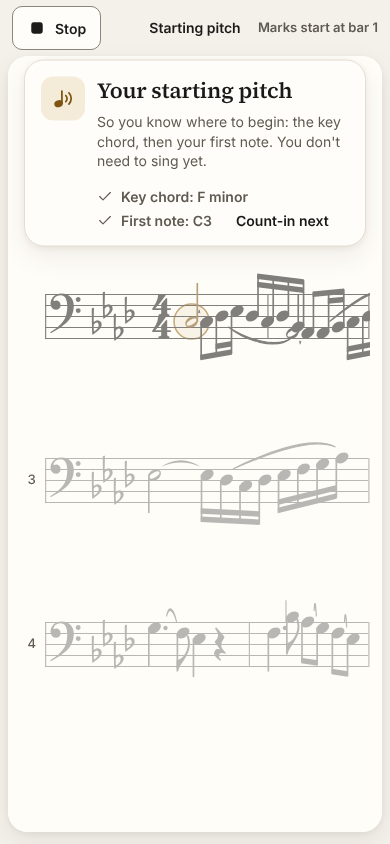 Stop
Starting pitch
Marks start at bar 1
Your starting pitch
So you know where to begin: the key
chord, then your first note. You don't
need to sing yet.
Key chord: F minor
First note: C3
Count-in next
4
4
3
4